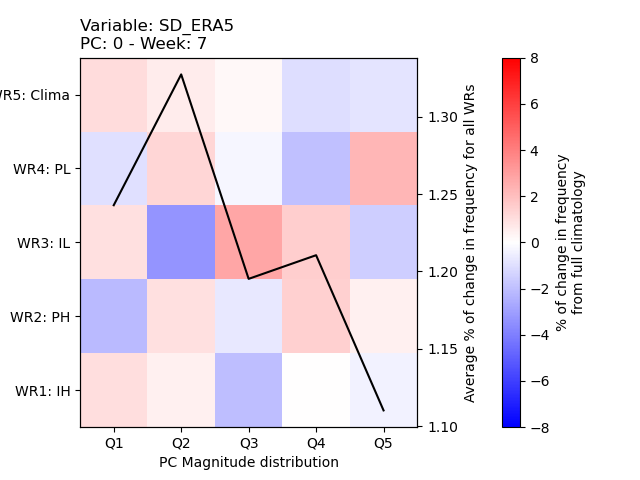 Variable: SD_ERA5
PC: 0 - Week: 7
WR5: Clima
WR4: PL
WR3: IL
WR2: PH
WR1: IH
Q1 Q2 Q3 Q4 Q5
PC Magnitude distribution
1.30
1.25
1.20
1.15
1.10
Average % of change in frequency for all WRs
8
6
4
2
0
−2
−4
−6
−8
% of change in frequency
from full climatology